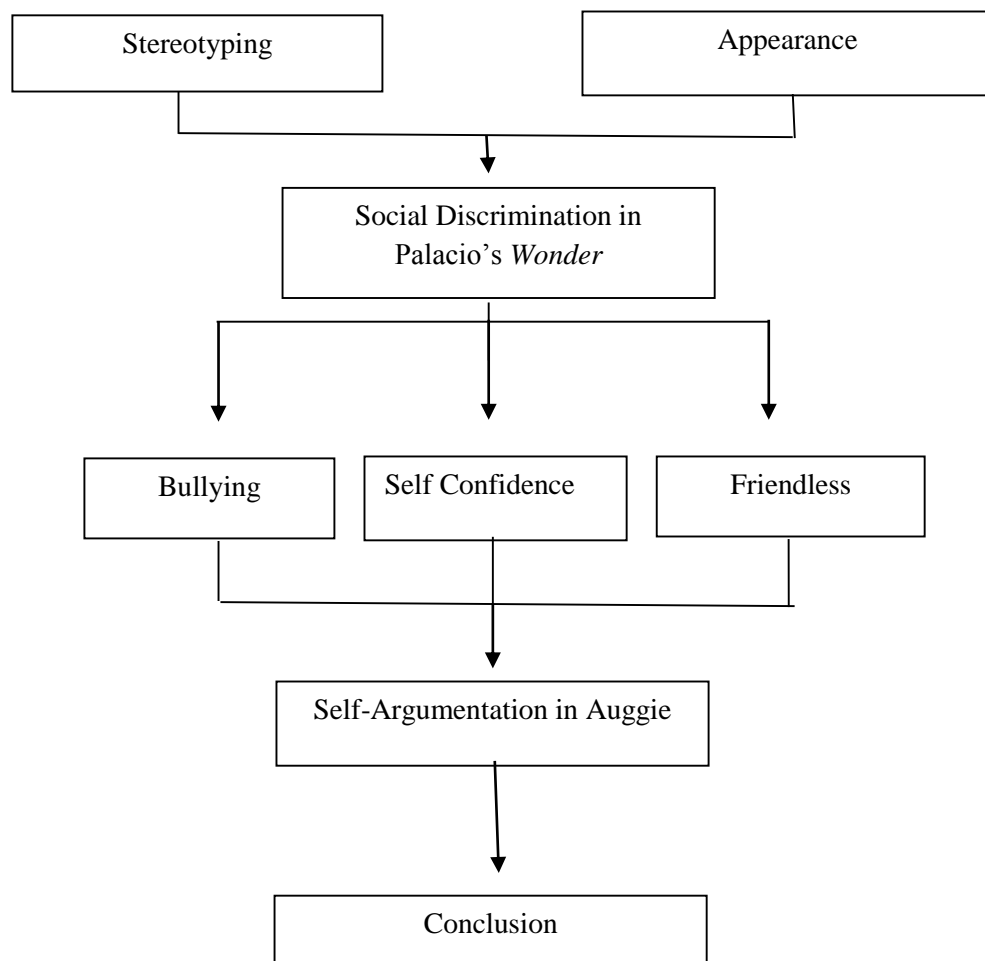 Stereotyping
Appearance
Social Discrimination in
Palacio’s Wonder
Bullying
Self Confidence
Friendless
Self-Argumentation in Auggie
Conclusion